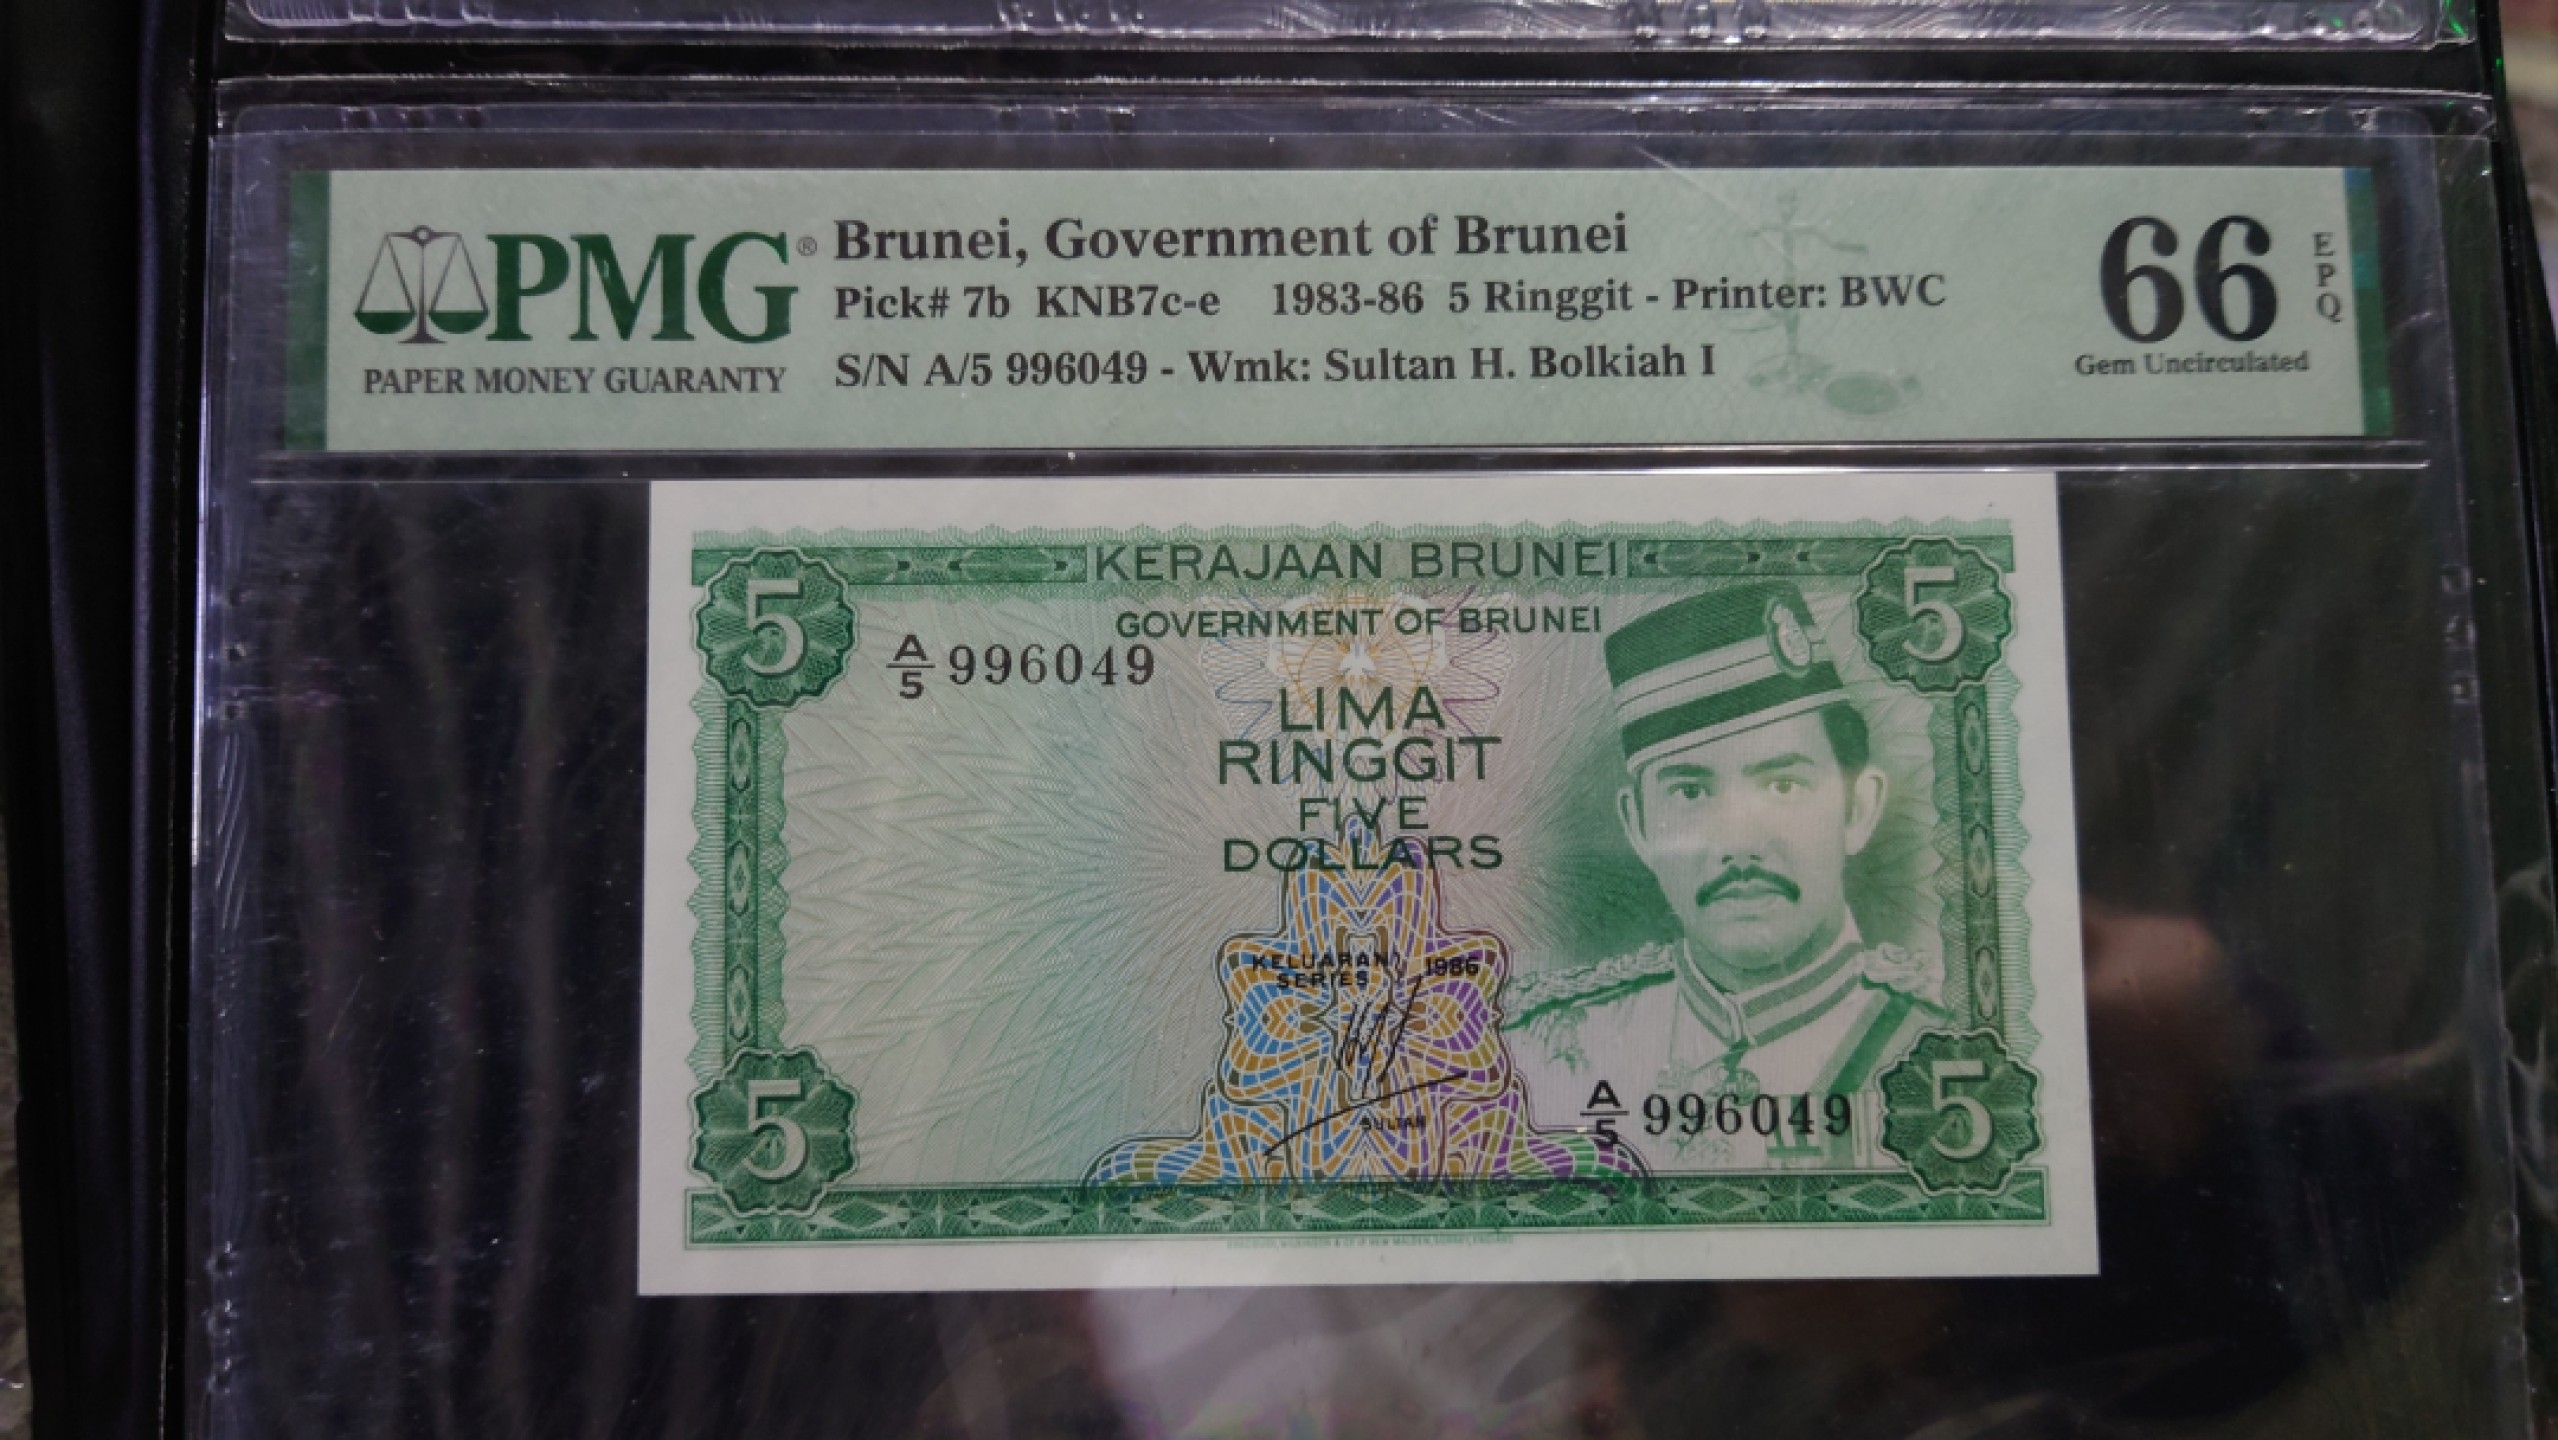 PMG®
PAPER MONEY GUARANTY
Brunei, Government of Brunei
Pick# 7b KNB7c-e 1983-86 5 Ringgit - Printer: BWC
S/N A/5 996049 - Wmk: Sultan H. Bolkiah I
66
EPQ
Gem Uncirculated
KERAJAAN BRUNEI
GOVERNMENT OF BRUNEI
5
5
A/5 996049
LIMA
RINGGIT
FIVE
DOLLARS
KELUARAN 1986
SERIES
SULTAN
A/5 996049
5
5